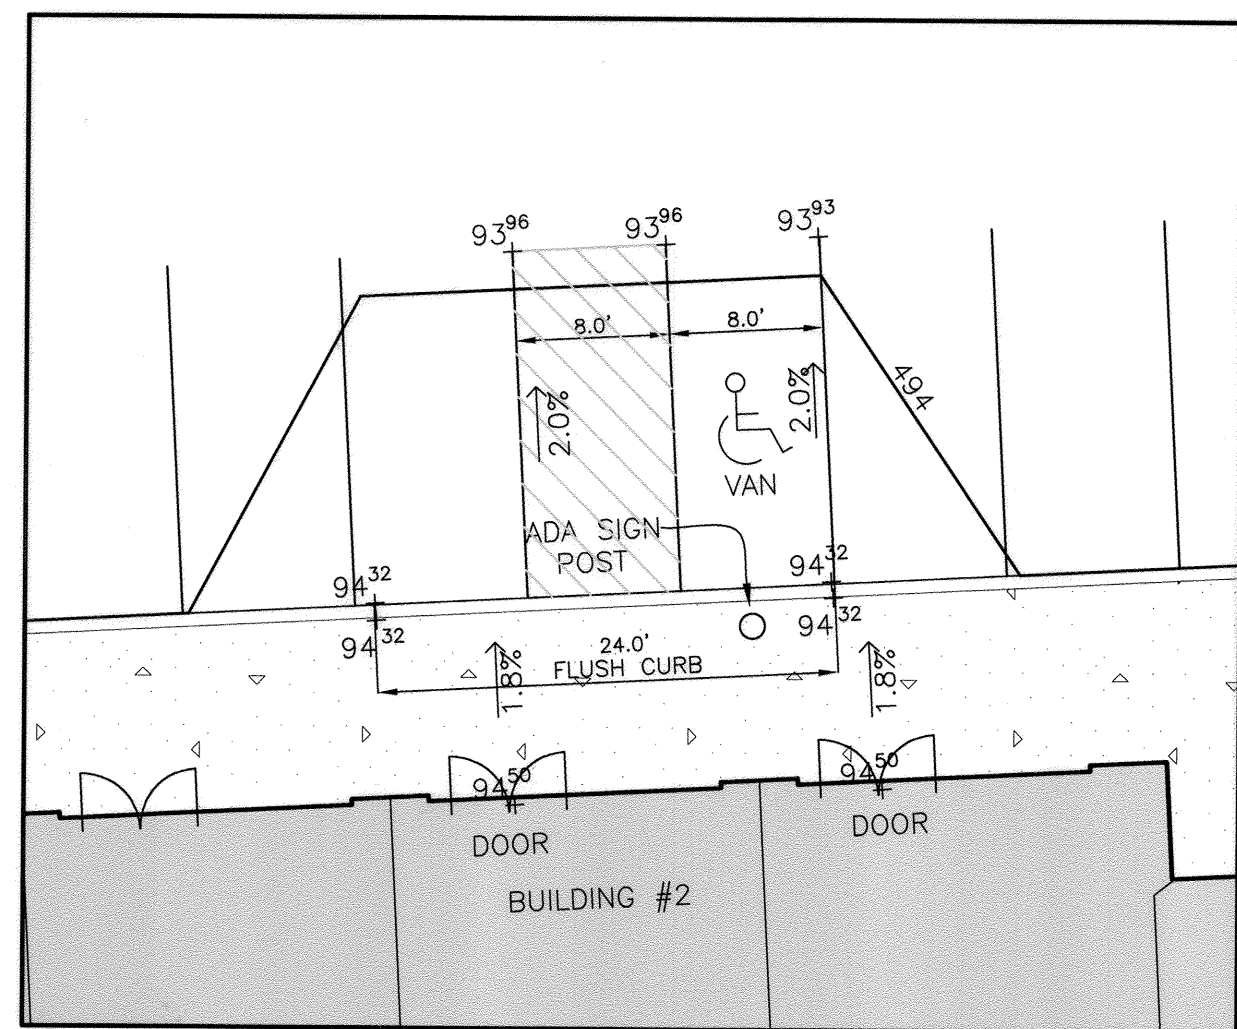 93⁹⁶ 93⁹⁶ 93⁹³
8.0' 8.0'
494
2.0% 2.0%
VAN
ADA SIGN
POST
94³² 94³²
94³² 94³²
24.0'
FLUSH CURB
1.8% 1.8%
94⁵⁰ 94⁵⁰
DOOR DOOR
BUILDING #2